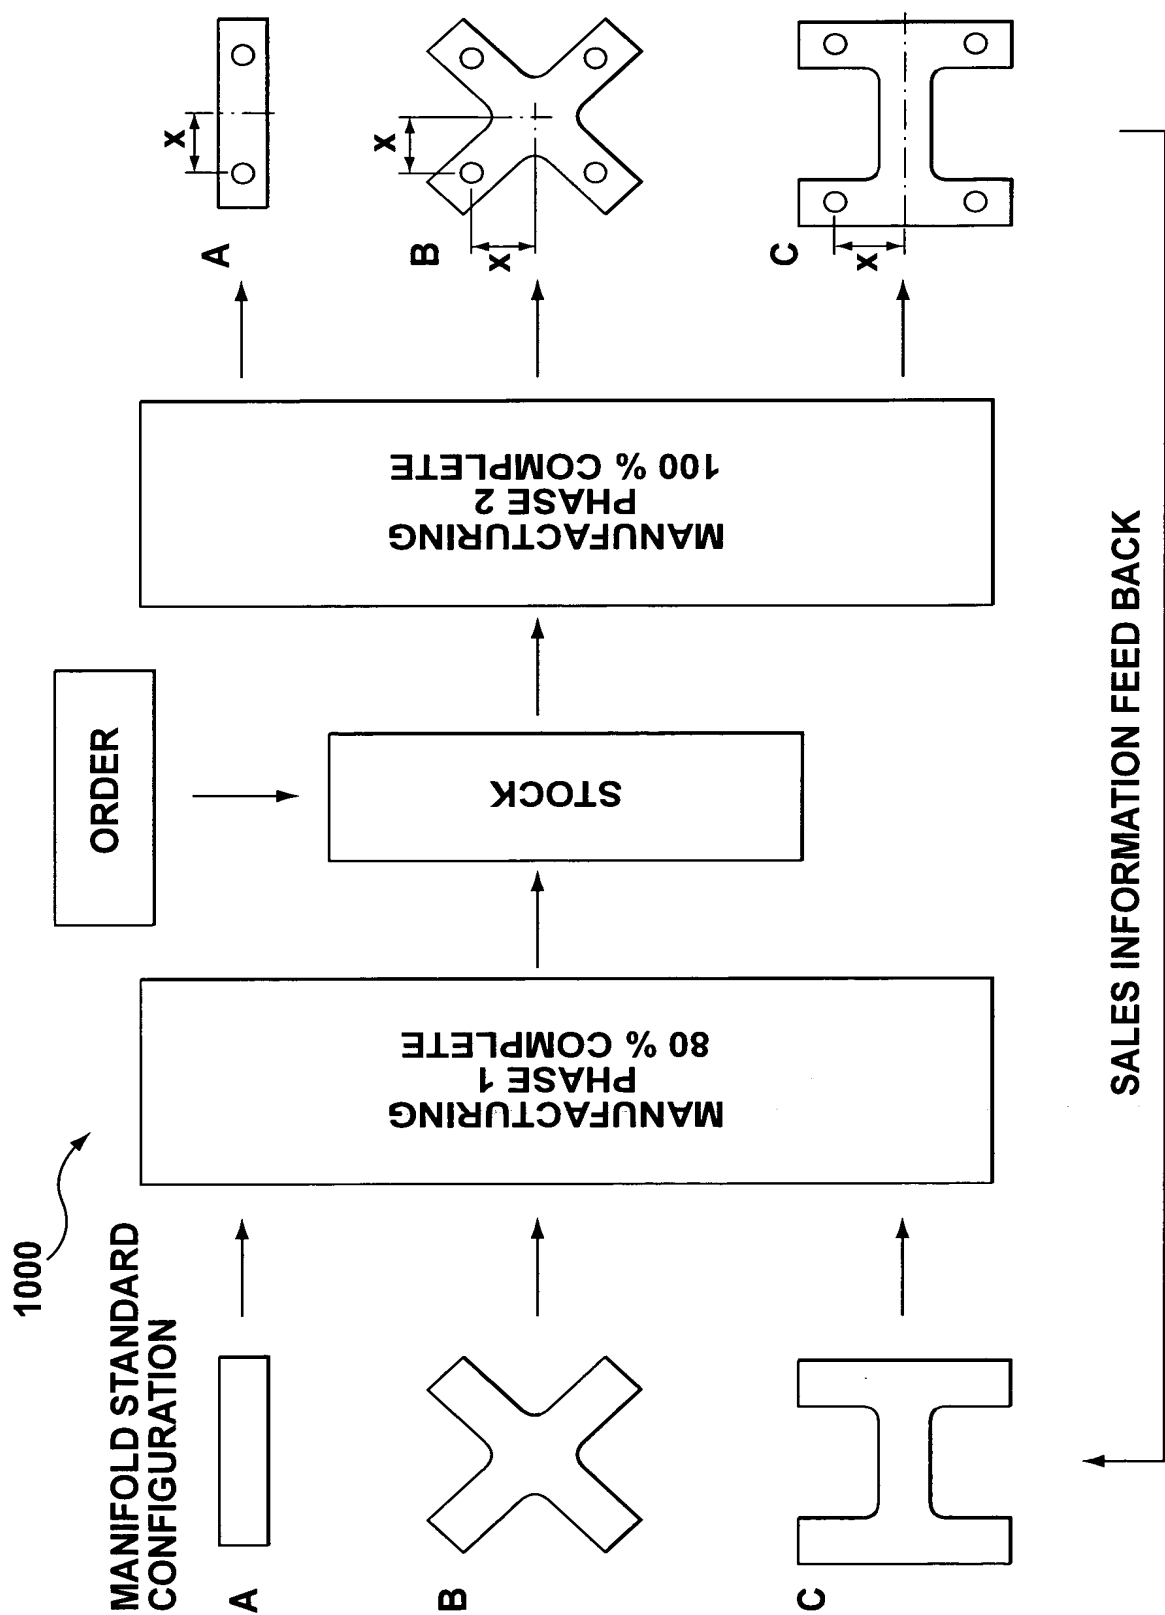 1000
MANIFOLD STANDARD
CONFIGURATION
A
B
C
MANUFACTURING
PHASE 1
80 % COMPLETE
ORDER
STOCK
MANUFACTURING
PHASE 2
100 % COMPLETE
A
X
B
X
X
C
X
SALES INFORMATION FEED BACK